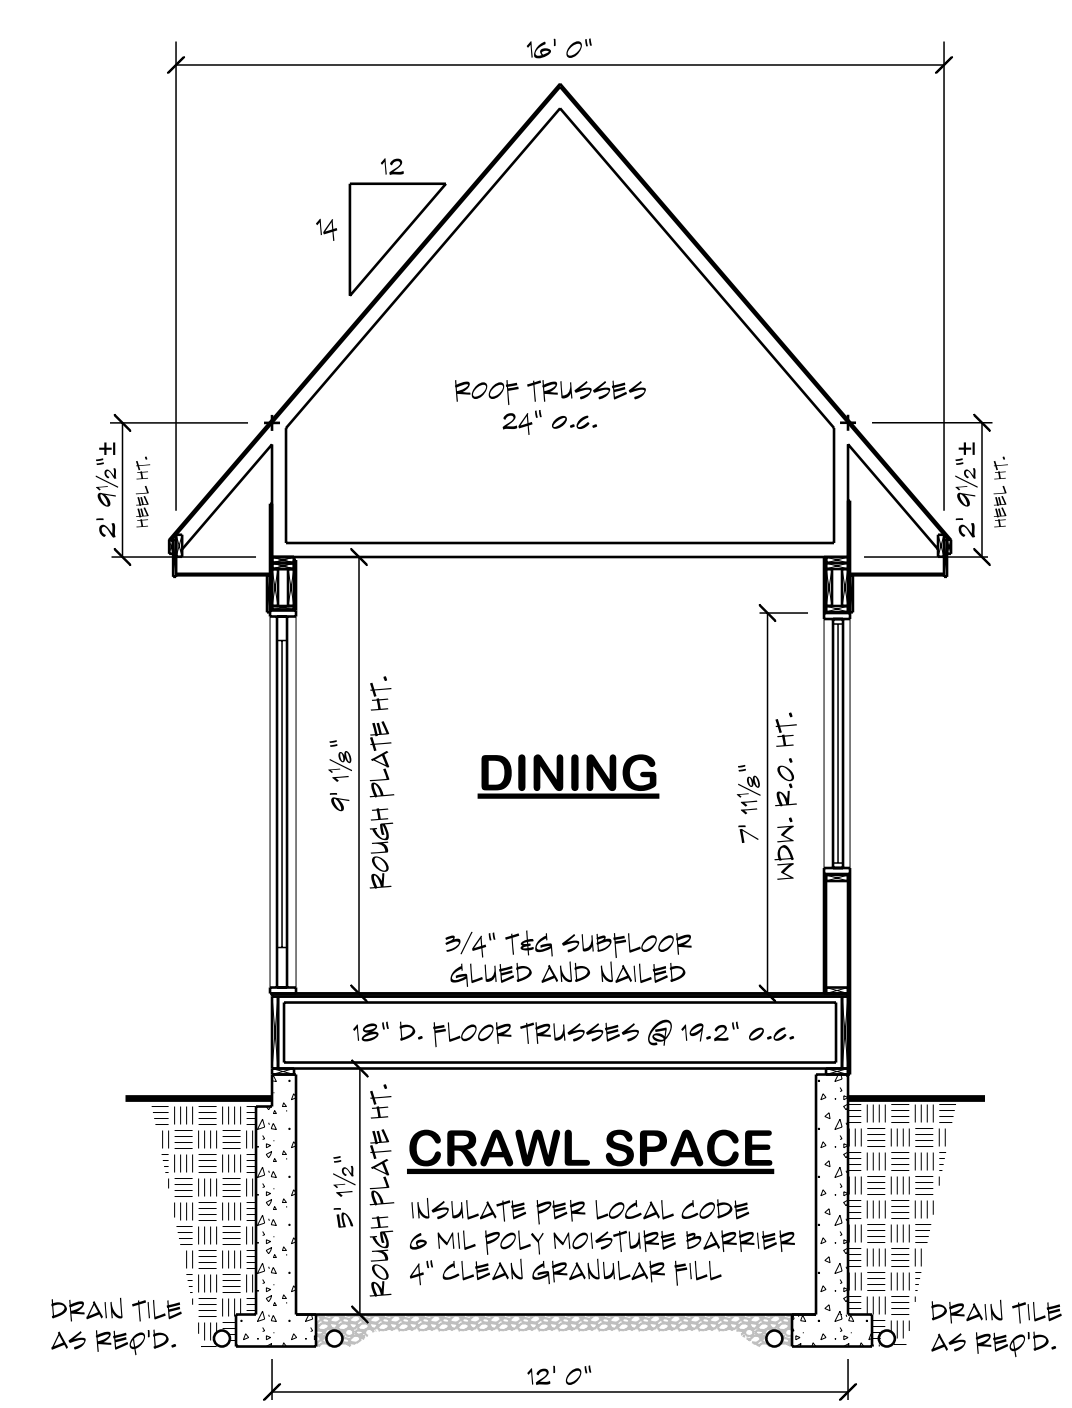 16' 0"
12
14
ROOF TRUSSES
24" o.c.
2' 9½"±
HEEL HT.
2' 9½"±
HEEL HT.
9' 1⅛"
ROUGH PLATE HT.
DINING
7' 11⅛"
WDW. R.O. HT.
3/4" T&G SUBFLOOR
GLUED AND NAILED
18" D. FLOOR TRUSSES @ 19.2" o.c.
5' 1½"
ROUGH PLATE HT.
CRAWL SPACE
INSULATE PER LOCAL CODE
6 MIL POLY MOISTURE BARRIER
4" CLEAN GRANULAR FILL
DRAIN TILE
AS REQ'D.
DRAIN TILE
AS REQ'D.
12' 0"